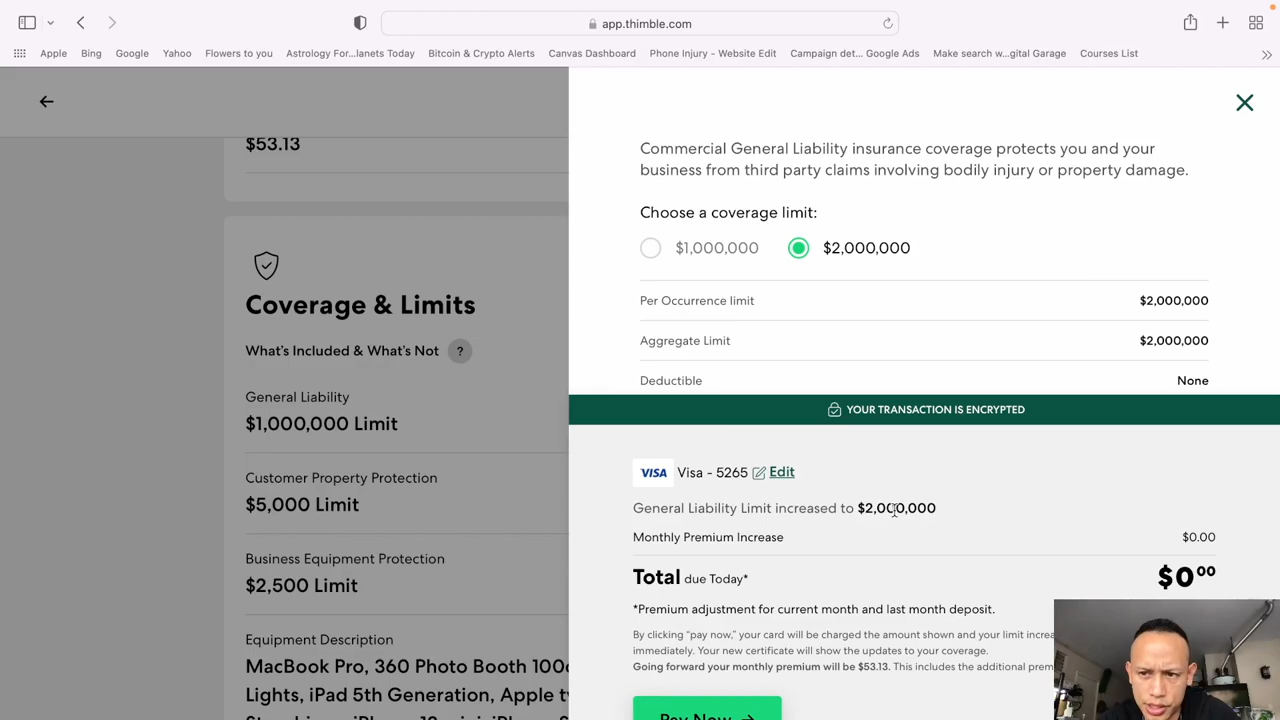 app.thimble.com
Apple Bing Google Yahoo Flowers to you Astrology For...lanets Today Bitcoin & Crypto Alerts Canvas Dashboard Phone Injury - Website Edit Campaign det... Google Ads Make search w...gital Garage Courses List
$53.13
Coverage & Limits
What's Included & What's Not ?
General Liability
$1,000,000 Limit
Customer Property Protection
$5,000 Limit
Business Equipment Protection
$2,500 Limit
Equipment Description
MacBook Pro, 360 Photo Booth 100c
Lights, iPad 5th Generation, Apple t
Commercial General Liability insurance coverage protects you and your
business from third party claims involving bodily injury or property damage.
Choose a coverage limit:
$1,000,000 $2,000,000
Per Occurrence limit $2,000,000
Aggregate Limit $2,000,000
Deductible None
YOUR TRANSACTION IS ENCRYPTED
VISA Visa - 5265 Edit
General Liability Limit increased to $2,000,000
Monthly Premium Increase $0.00
Total due Today* $0 00
*Premium adjustment for current month and last month deposit.
By clicking "pay now," your card will be charged the amount shown and your limit increa
immediately. Your new certificate will show the updates to your coverage.
Going forward your monthly premium will be $53.13. This includes the additional prem
Pay Now